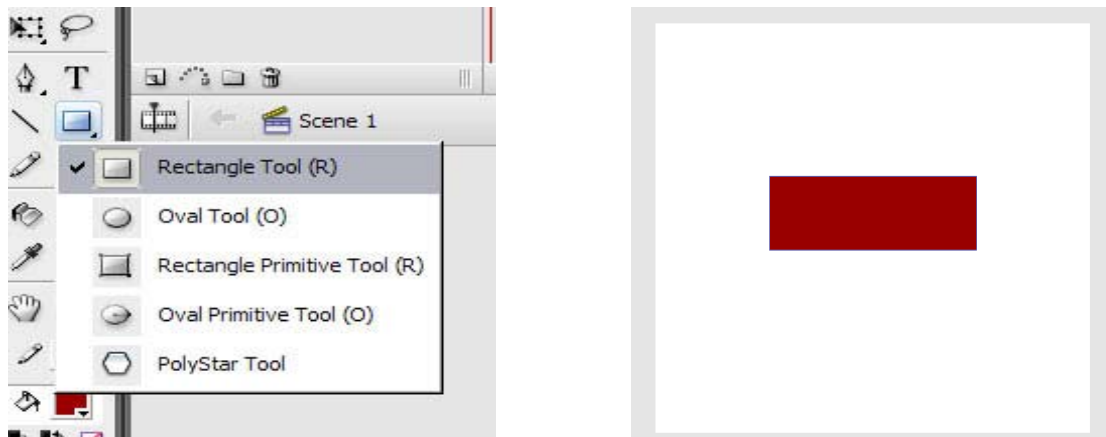 T
Scene 1
Rectangle Tool (R)
Oval Tool (O)
Rectangle Primitive Tool (R)
Oval Primitive Tool (O)
PolyStar Tool